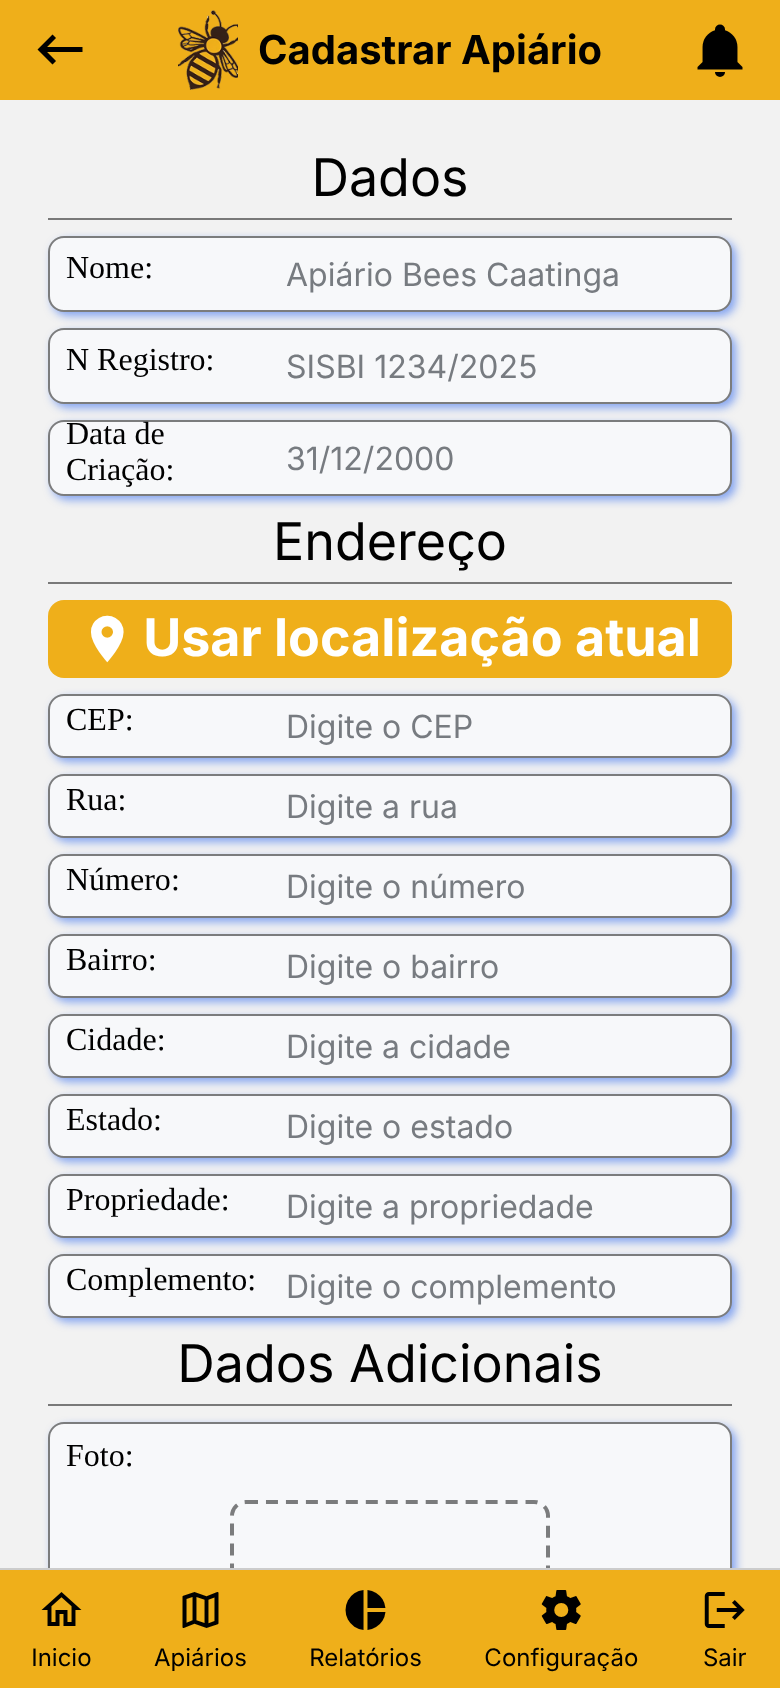 Cadastrar Apiário
Dados
Nome: Apiário Bees Caatinga
N Registro: SISBI 1234/2025
Data de
Criação: 31/12/2000
Endereço
Usar localização atual
CEP: Digite o CEP
Rua: Digite a rua
Número: Digite o número
Bairro: Digite o bairro
Cidade: Digite a cidade
Estado: Digite o estado
Propriedade: Digite a propriedade
Complemento: Digite o complemento
Dados Adicionais
Foto:
Inicio Apiários Relatórios Configuração Sair